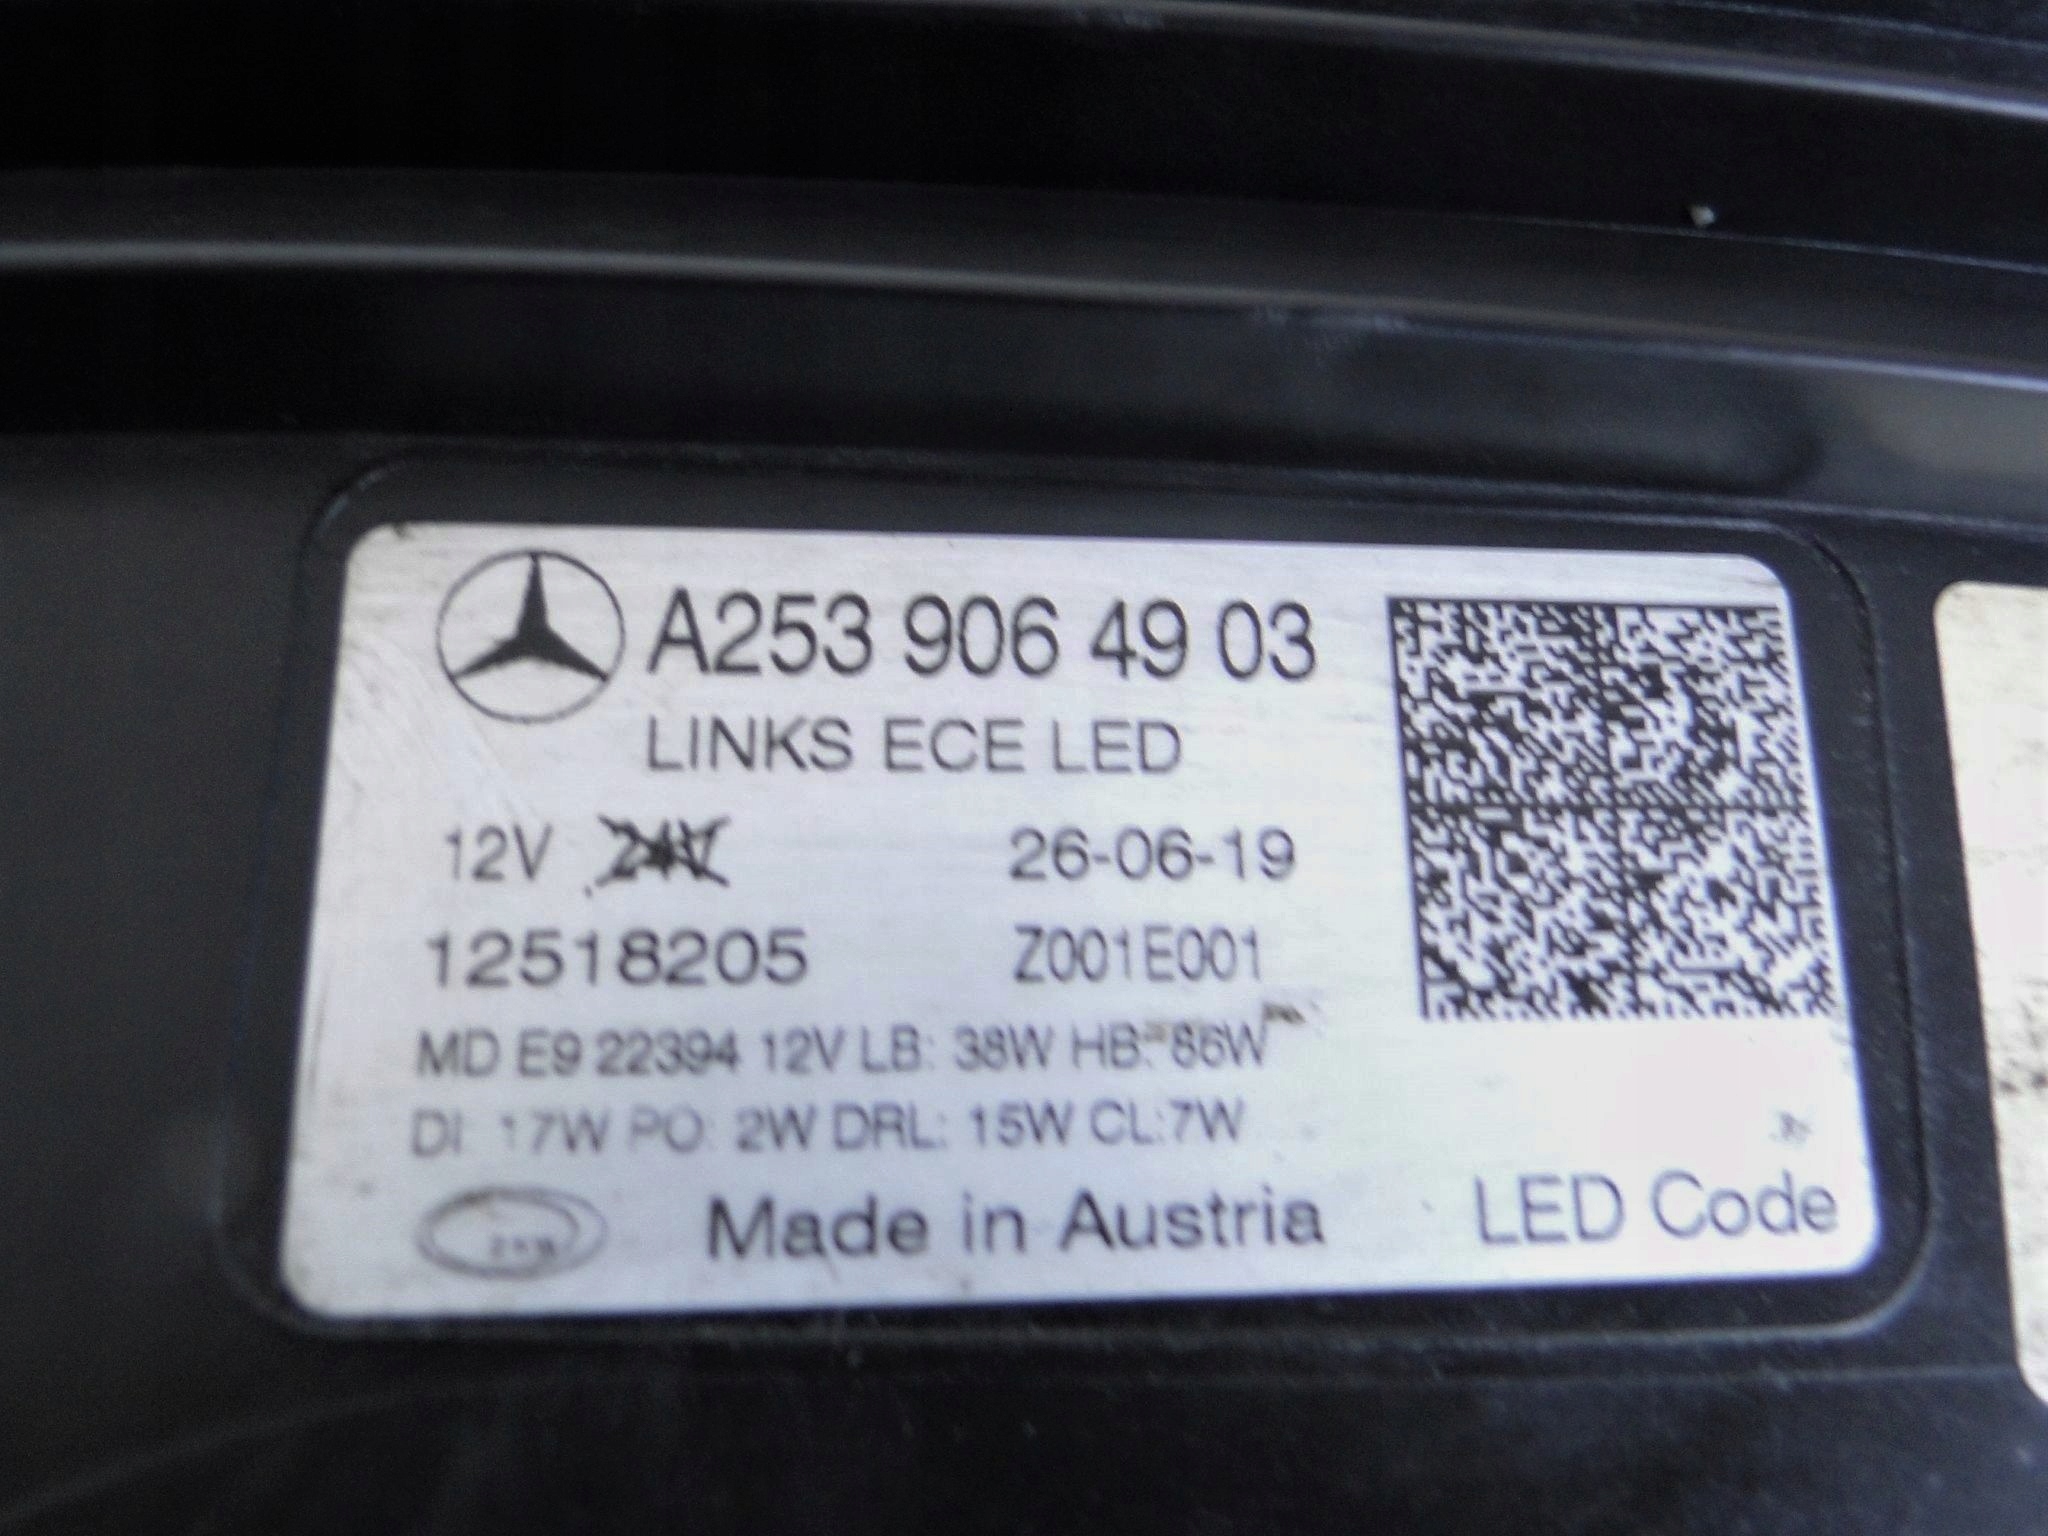 A253 906 49 03
LINKS ECE LED
12V 24V 26-06-19
12518205 Z001E001
MD E9 22394 12V LB: 38W HB: 86W
DI: 17W PO: 2W DRL: 15W CL:7W
Made in Austria LED Code